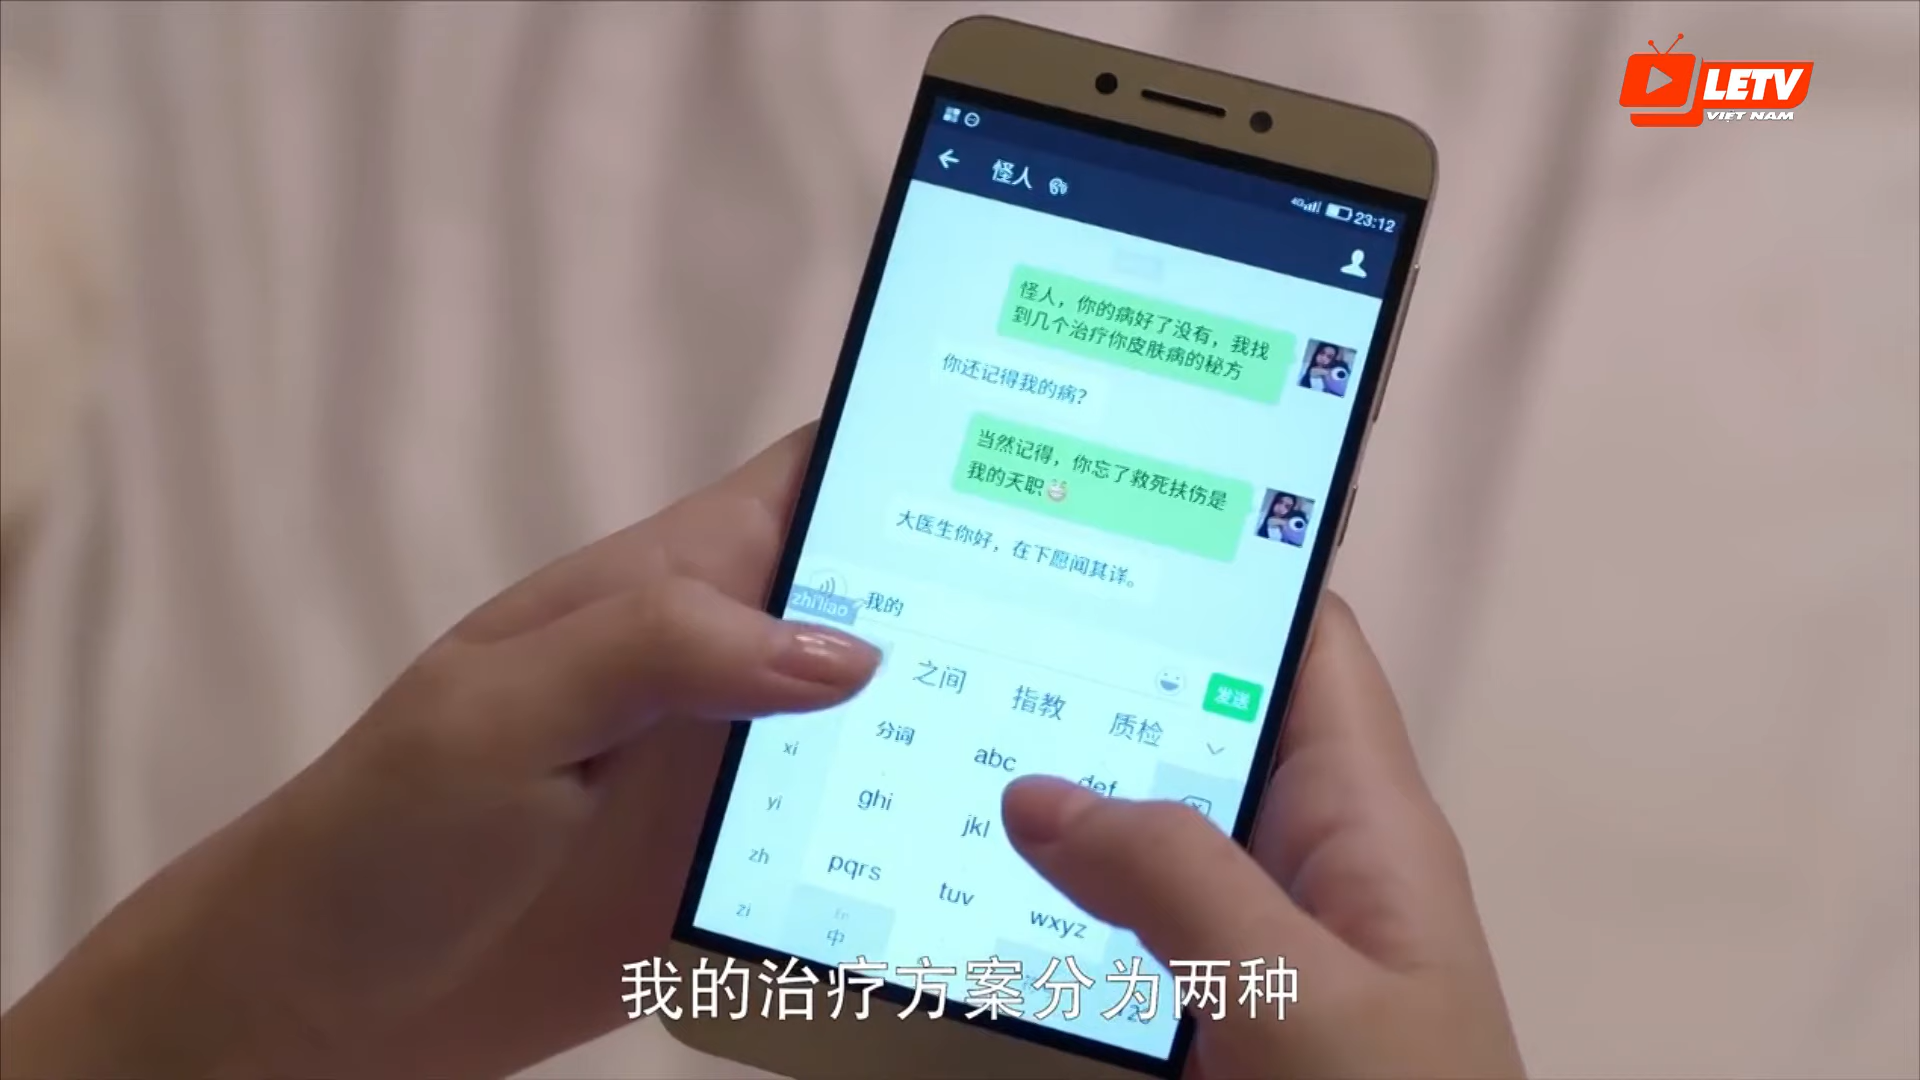 LETV
VIỆT NAM
4G 23:12
怪人
怪人，你的病好了没有，我找
到几个治疗你皮肤病的秘方
你还记得我的病？
当然记得，你忘了救死扶伤是
我的天职
大医生你好，在下愿闻其详。
zhi'liao
我的
发送
之间 指教 质检
分词 abc def
xi
ghi jkl
yi
pqrs tuv wxyz
zh
zi
中
我的治疗方案分为两种